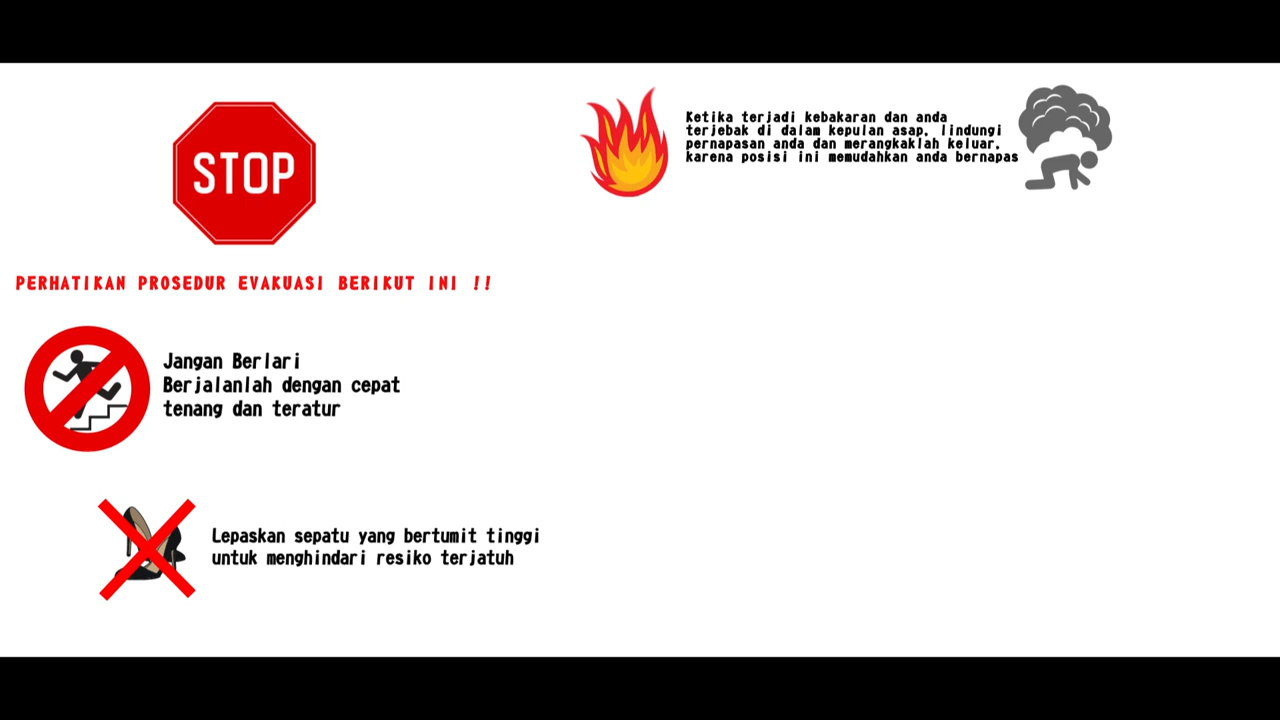 STOP
PERHATIKAN PROSEDUR EVAKUASI BERIKUT INI !!
Jangan Berlari
Berjalanlah dengan cepat
tenang dan teratur
Lepaskan sepatu yang bertumit tinggi
untuk menghindari resiko terjatuh
Ketika terjadi kebakaran dan anda
terjebak di dalam kepulan asap, lindungi
pernapasan anda dan merangkaklah keluar,
karena posisi ini memudahkan anda bernapas